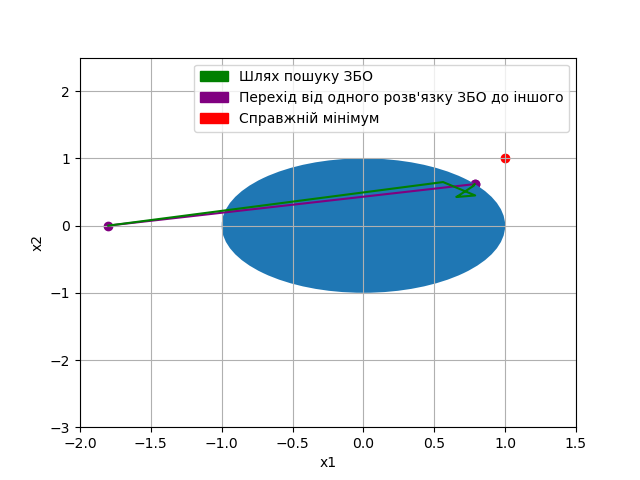 Шлях пошуку ЗБО
Перехід від одного розв'язку ЗБО до іншого
Справжній мінімум
2
1
0
−1
−2
−3
x2
−2.0 −1.5 −1.0 −0.5 0.0 0.5 1.0 1.5
x1